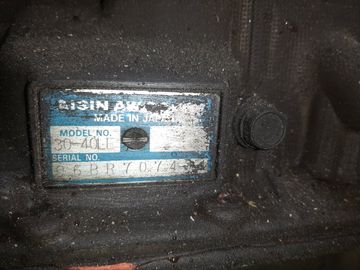 AISIN AW
MADE IN JAPAN
MODEL NO.
30-40LE
SERIAL NO.